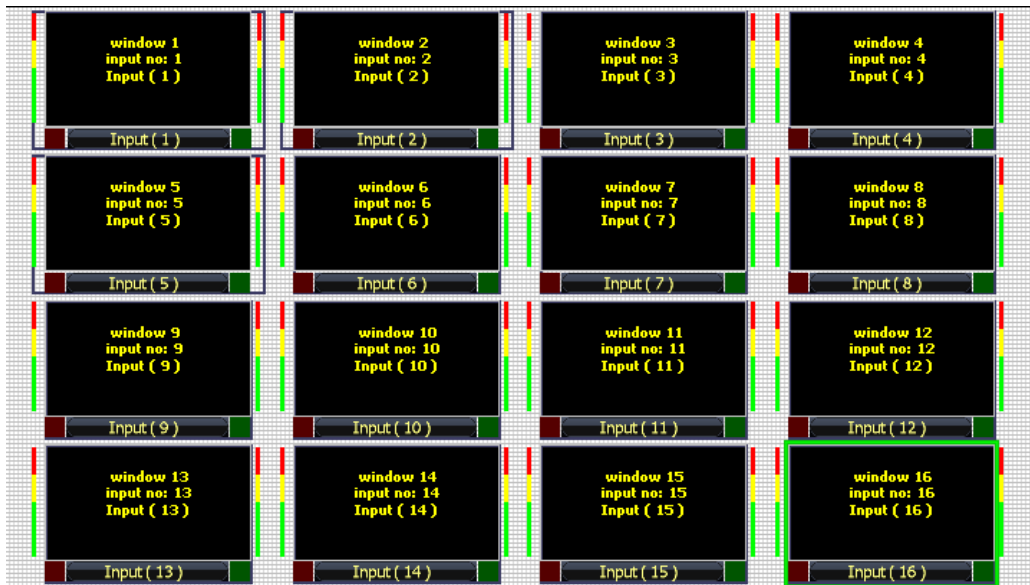 window 1
input no: 1
Input ( 1 )
Input ( 1 )
window 2
input no: 2
Input ( 2 )
Input ( 2 )
window 3
input no: 3
Input ( 3 )
Input ( 3 )
window 4
input no: 4
Input ( 4 )
Input ( 4 )
window 5
input no: 5
Input ( 5 )
Input ( 5 )
window 6
input no: 6
Input ( 6 )
Input ( 6 )
window 7
input no: 7
Input ( 7 )
Input ( 7 )
window 8
input no: 8
Input ( 8 )
Input ( 8 )
window 9
input no: 9
Input ( 9 )
Input ( 9 )
window 10
input no: 10
Input ( 10 )
Input ( 10 )
window 11
input no: 11
Input ( 11 )
Input ( 11 )
window 12
input no: 12
Input ( 12 )
Input ( 12 )
window 13
input no: 13
Input ( 13 )
Input ( 13 )
window 14
input no: 14
Input ( 14 )
Input ( 14 )
window 15
input no: 15
Input ( 15 )
Input ( 15 )
window 16
input no: 16
Input ( 16 )
Input ( 16 )